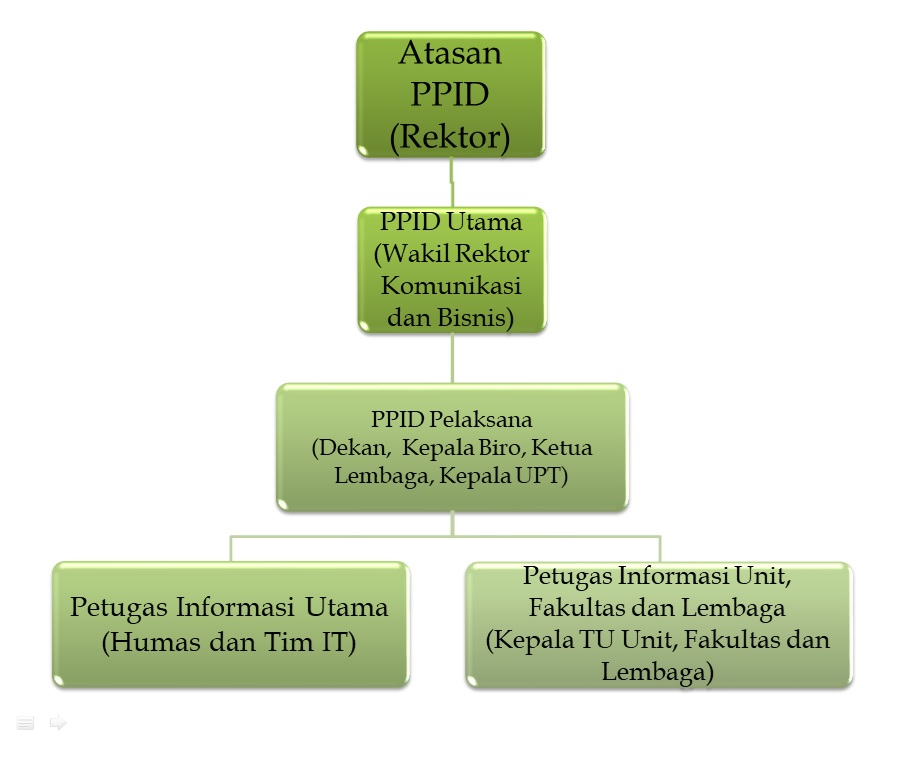 Atasan
PPID
(Rektor)
PPID Utama
(Wakil Rektor
Komunikasi
dan Bisnis)
PPID Pelaksana
(Dekan, Kepala Biro, Ketua
Lembaga, Kepala UPT)
Petugas Informasi Utama
(Humas dan Tim IT)
Petugas Informasi Unit,
Fakultas dan Lembaga
(Kepala TU Unit, Fakultas dan
Lembaga)